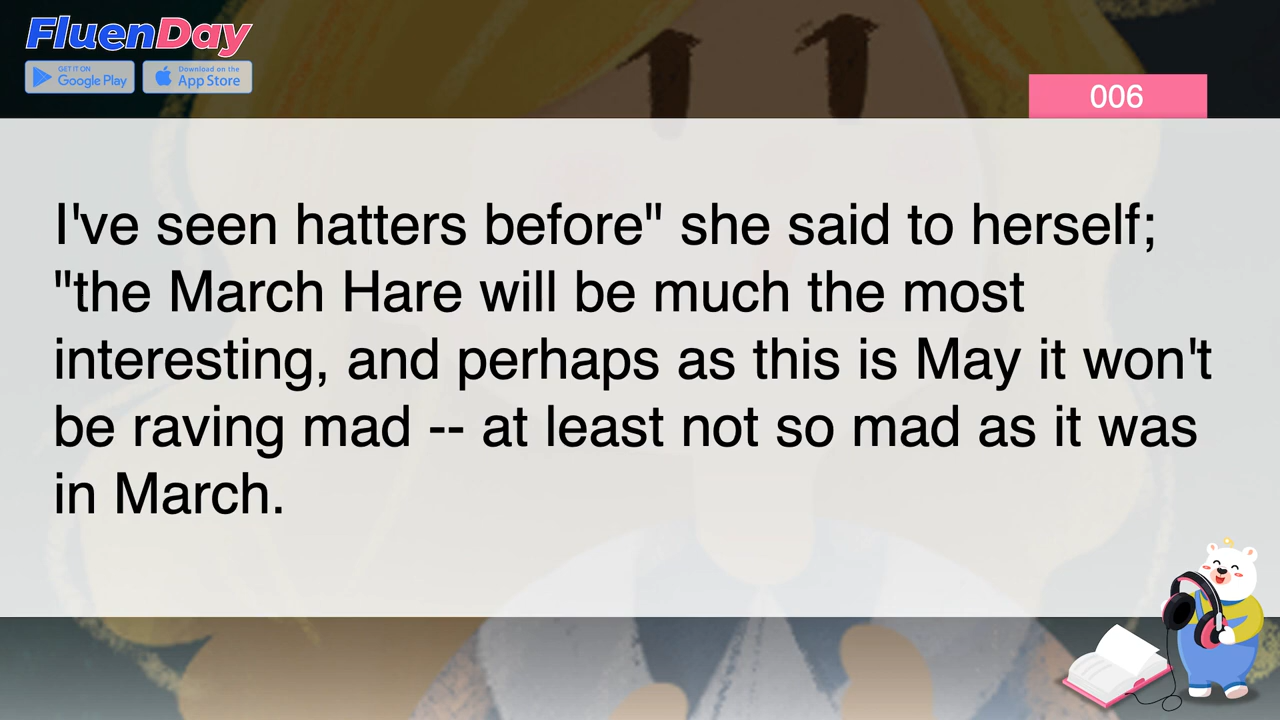 FluenDay
GET IT ON
Google Play
Download on the
App Store
006
I've seen hatters before" she said to herself;
"the March Hare will be much the most
interesting, and perhaps as this is May it won't
be raving mad -- at least not so mad as it was
in March.